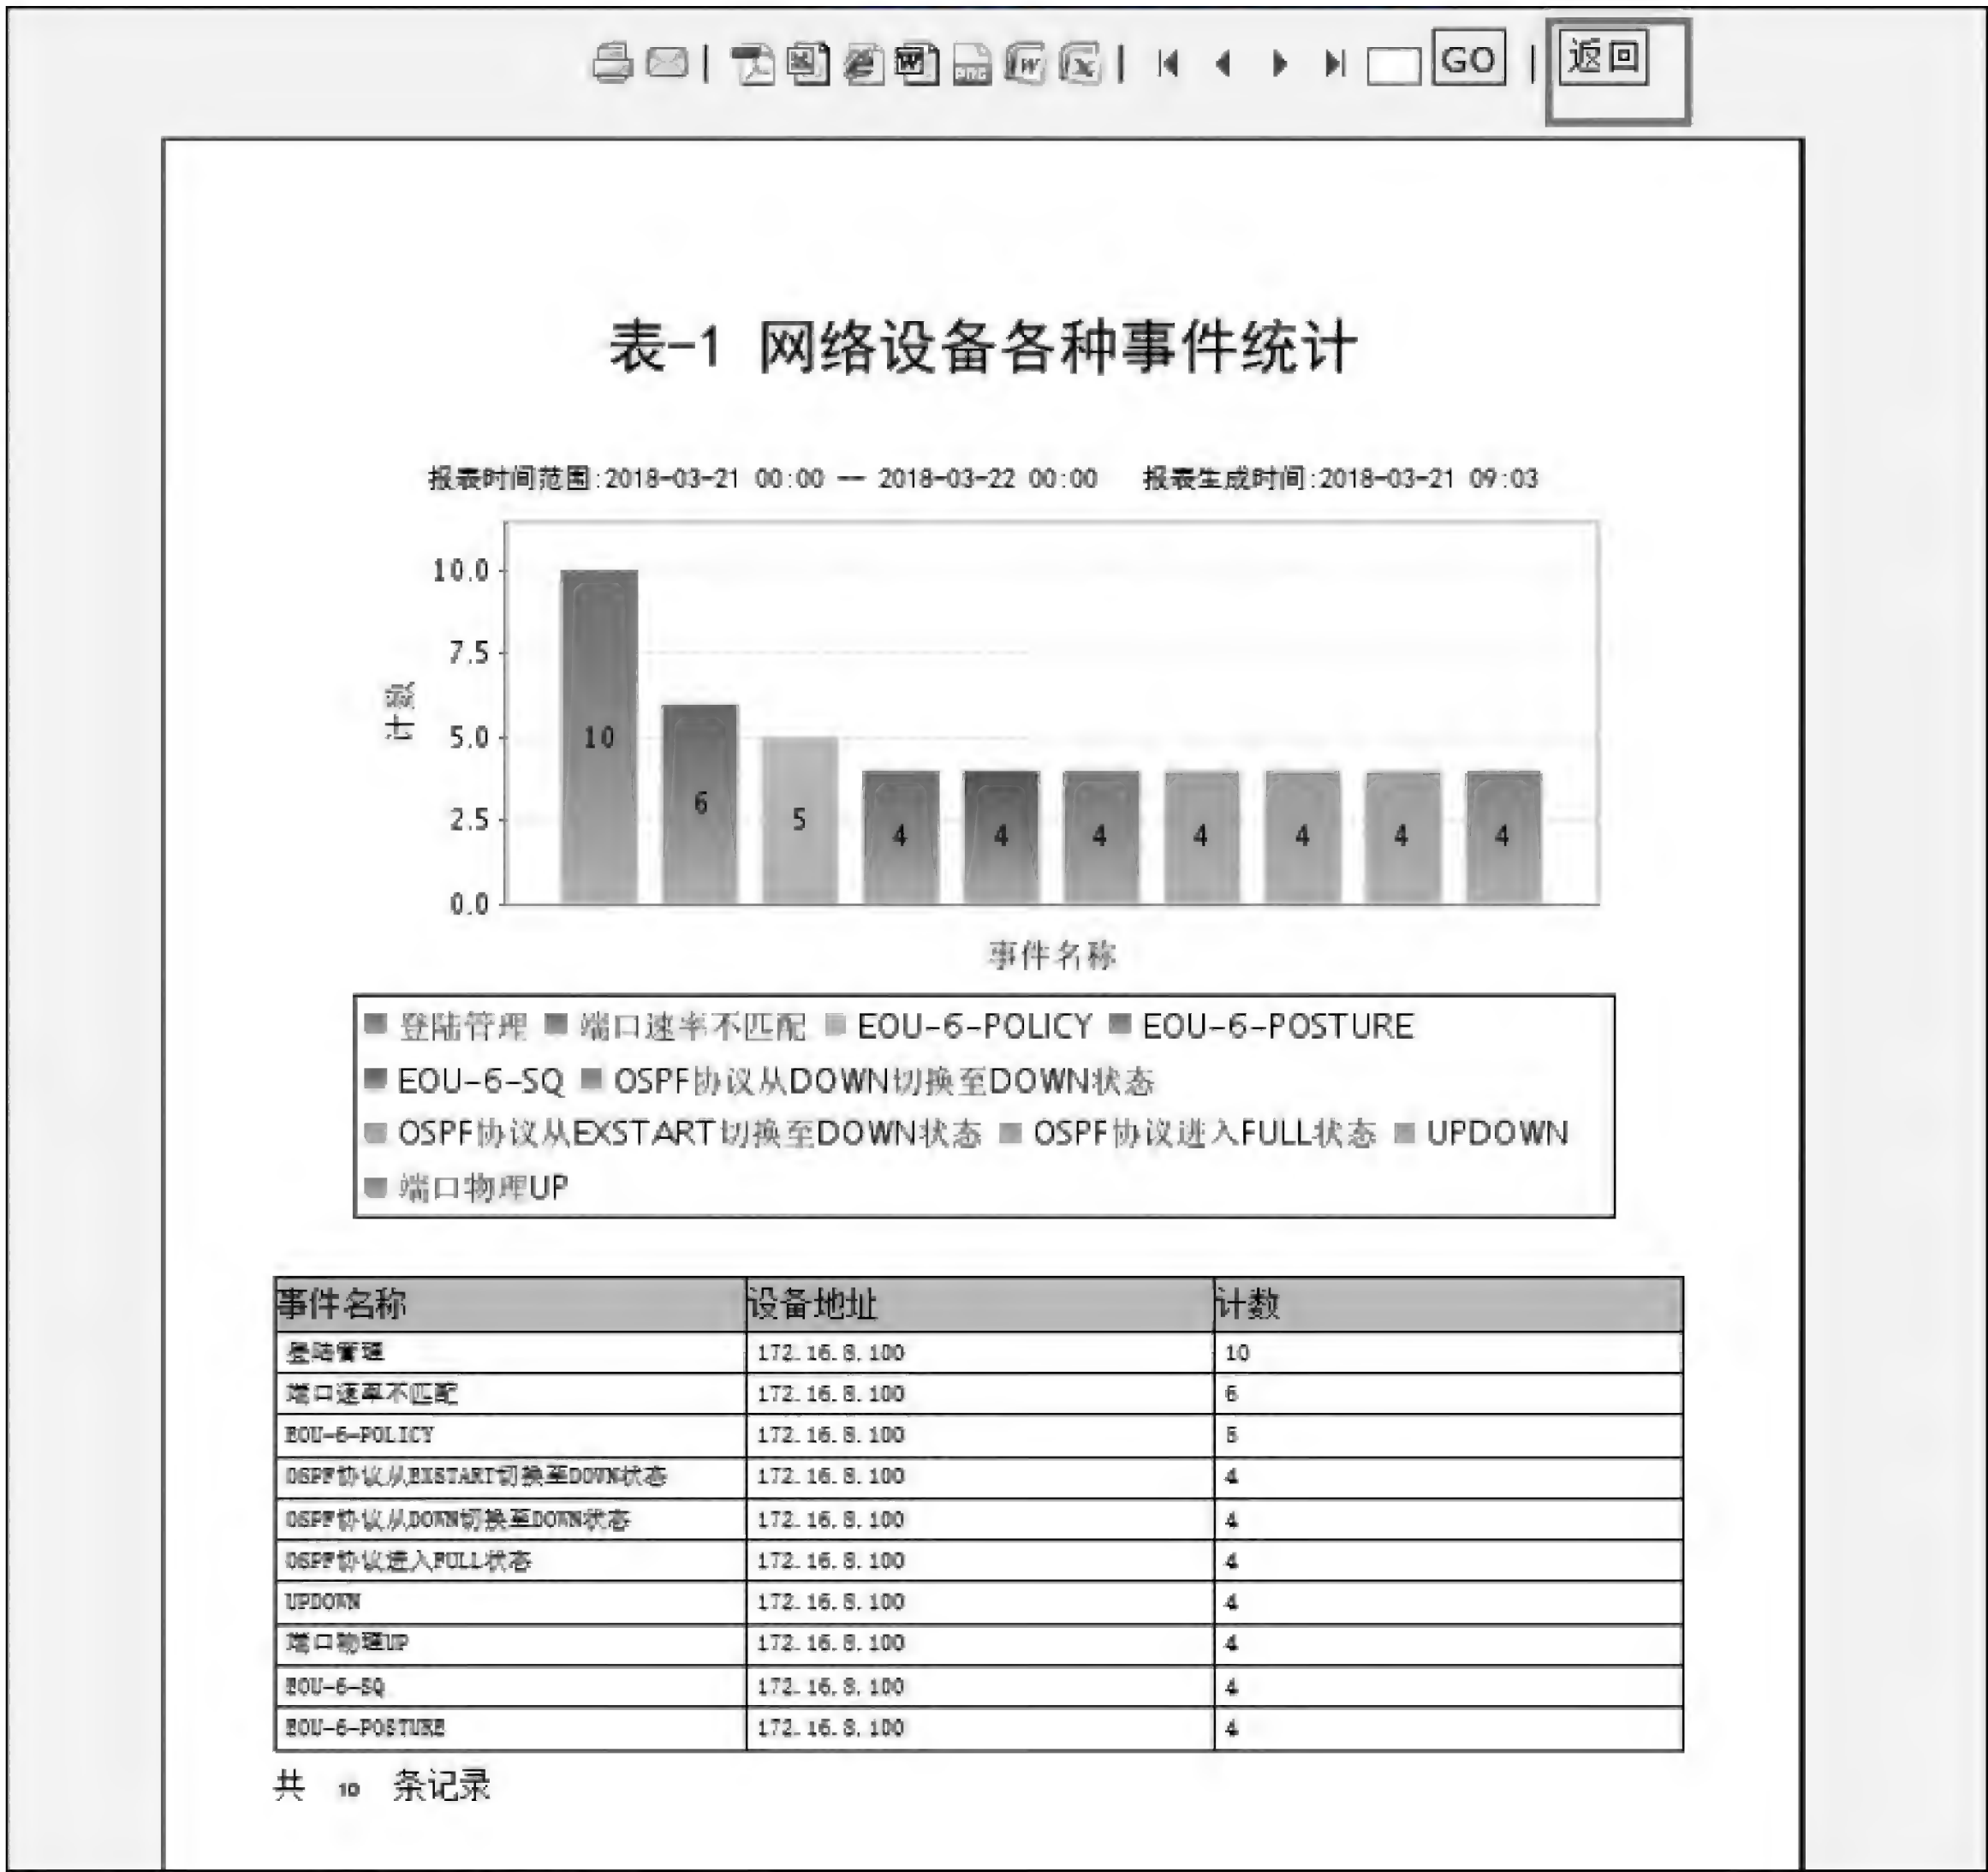 GO 返回
表-1 网络设备各种事件统计
报表时间范围:2018-03-21 00:00 -- 2018-03-22 00:00 报表生成时间:2018-03-21 09:03
10.0
7.5
5.0
2.5
0.0
计数
10 6 5 4 4 4 4 4 4 4
事件名称
登陆管理 端口速率不匹配 EOU-6-POLICY EOU-6-POSTURE
EOU-6-SQ OSPF协议从DOWN切换至DOWN状态
OSPF协议从EXSTART切换至DOWN状态 OSPF协议进入FULL状态 UPDOWN
端口物理UP
事件名称 设备地址 计数
登陆管理 172.16.8.100 10
端口速率不匹配 172.16.8.100 6
EOU-6-POLICY 172.16.8.100 5
OSPF协议从EXSTART切换至DOWN状态 172.16.8.100 4
OSPF协议从DOWN切换至DOWN状态 172.16.8.100 4
OSPF协议进入FULL状态 172.16.8.100 4
UPDOWN 172.16.8.100 4
端口物理UP 172.16.8.100 4
EOU-6-SQ 172.16.8.100 4
EOU-6-POSTURE 172.16.8.100 4
共 10 条记录